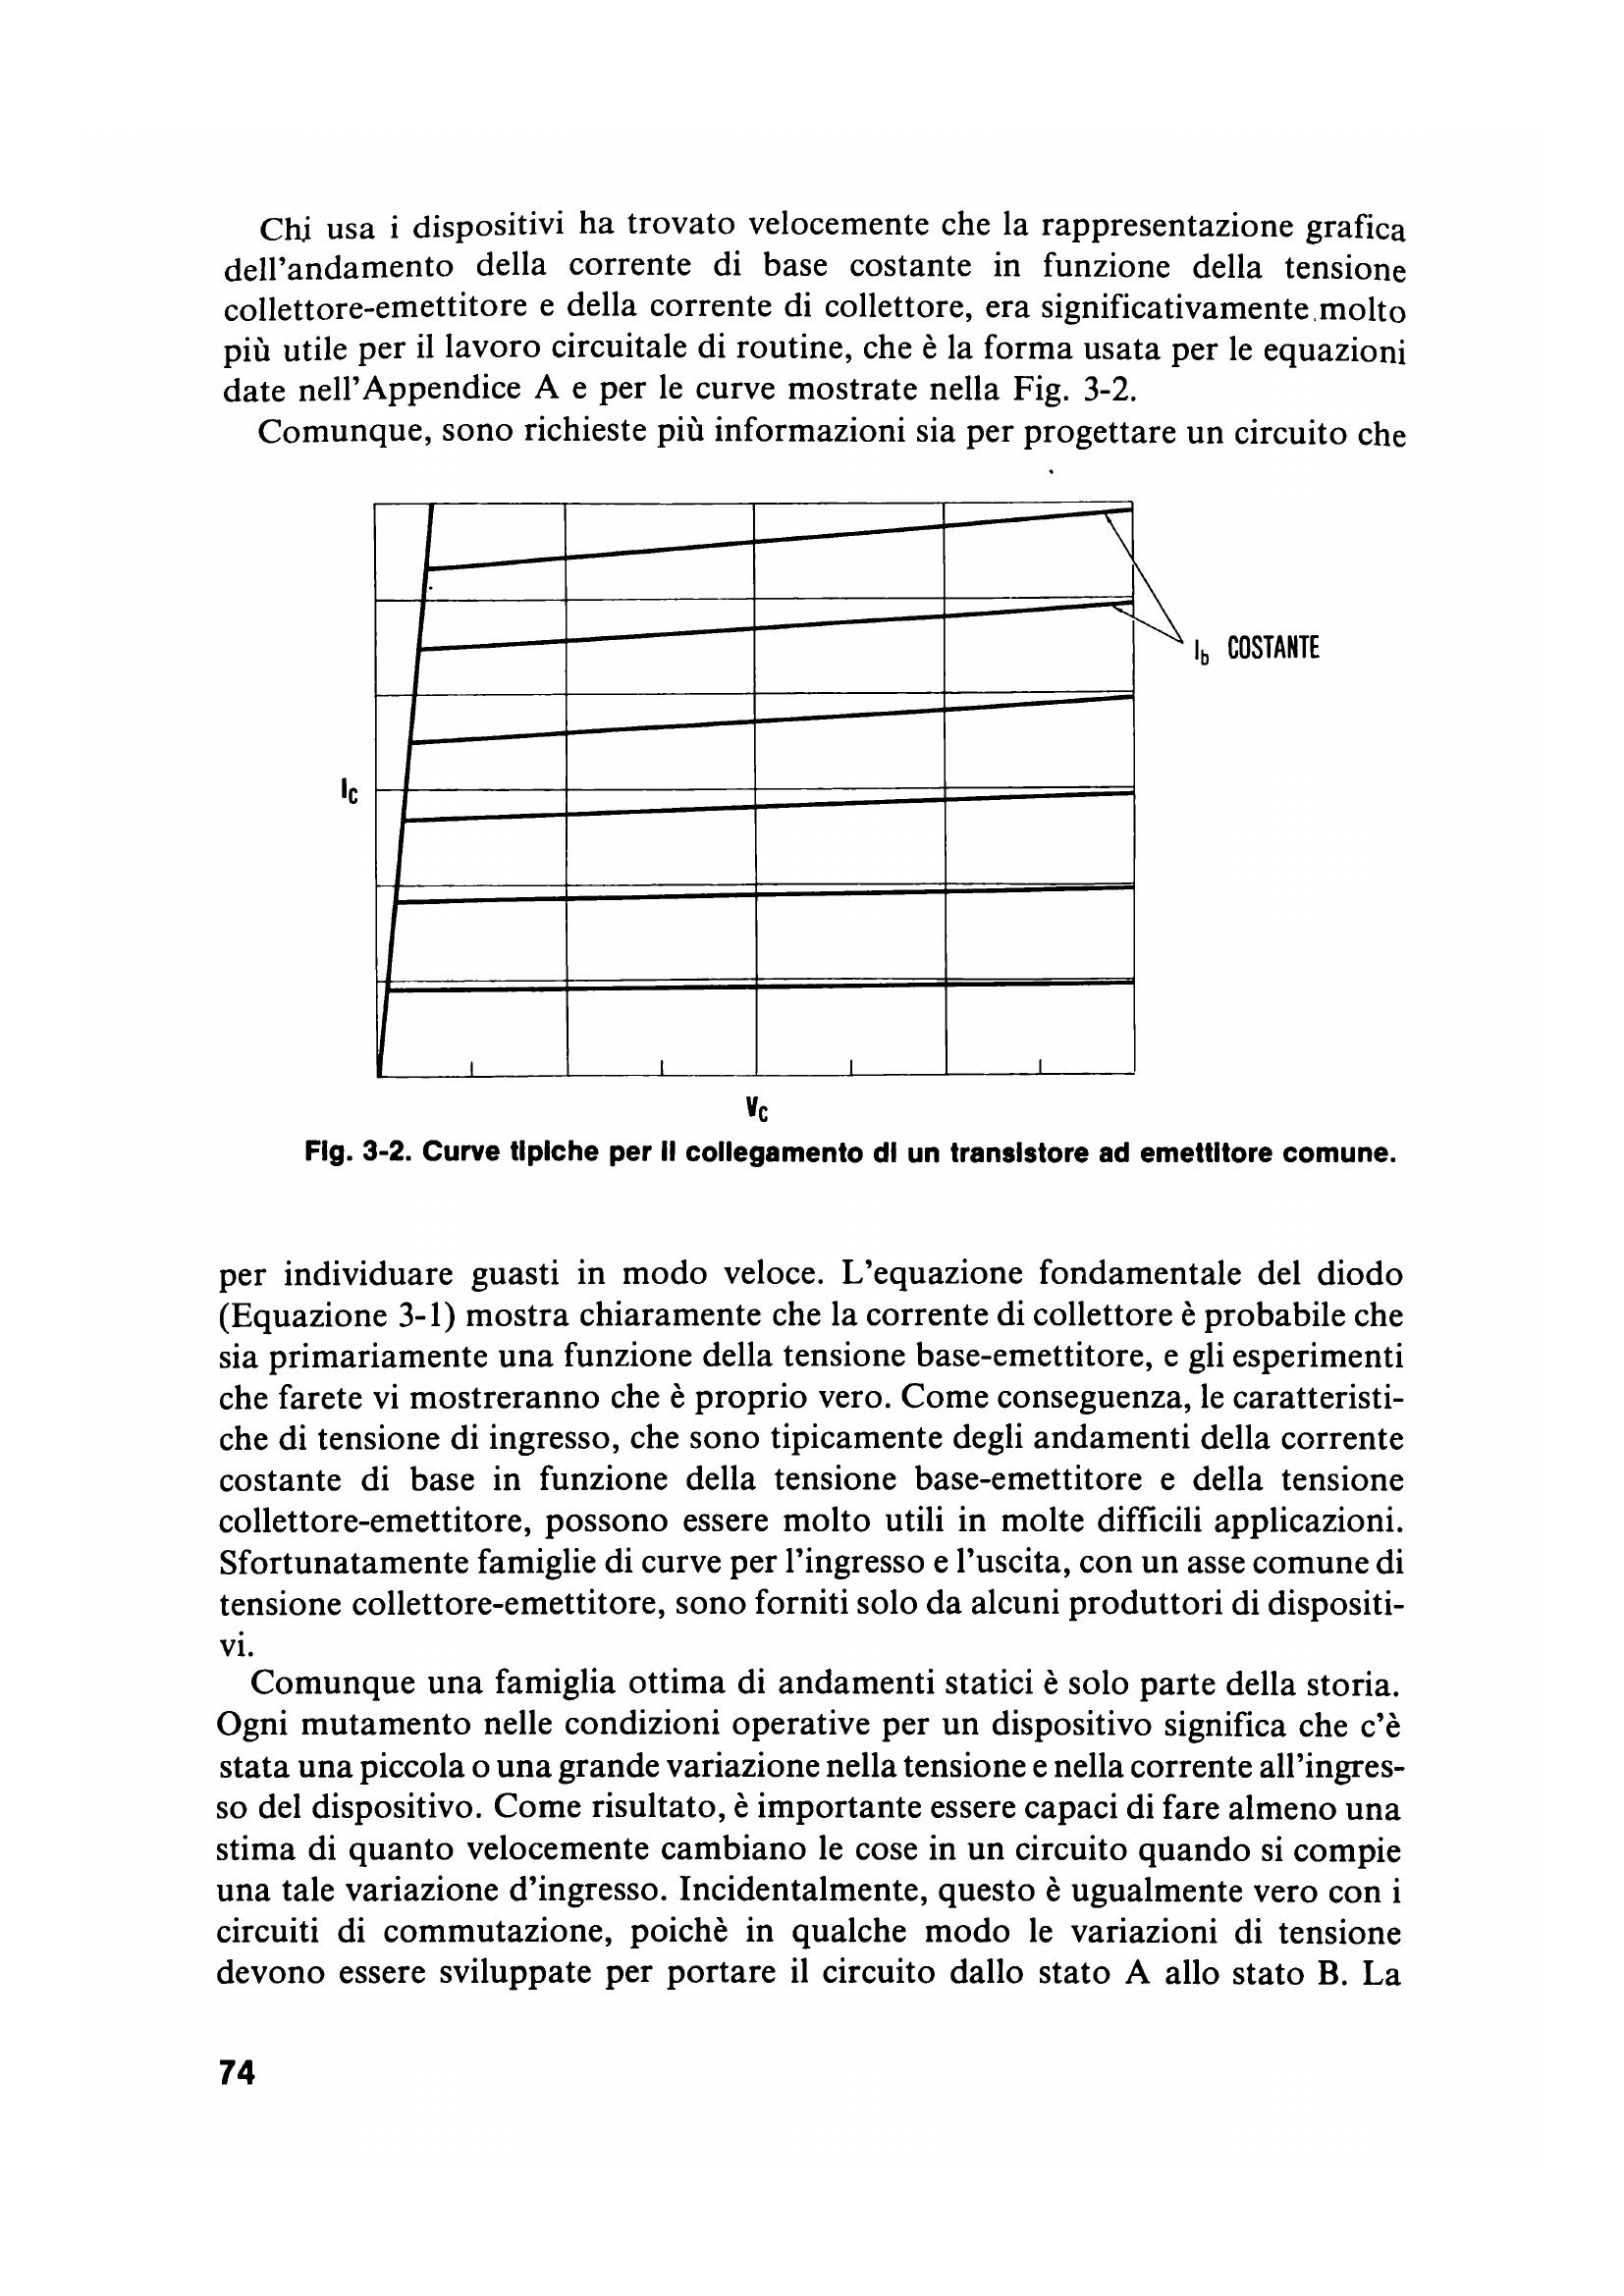 Chi usa i dispositivi ha trovato velocemente che la rappresentazione grafica
dell'andamento della corrente di base costante in funzione della tensione
collettore-emettitore e della corrente di collettore, era significativamente molto
più utile per il lavoro circuitale di routine, che è la forma usata per le equazioni
date nell'Appendice A e per le curve mostrate nella Fig. 3-2.
Comunque, sono richieste più informazioni sia per progettare un circuito che
Ib COSTANTE
IC
VC
Fig. 3-2. Curve tipiche per il collegamento di un transistore ad emettitore comune.
per individuare guasti in modo veloce. L'equazione fondamentale del diodo
(Equazione 3-1) mostra chiaramente che la corrente di collettore è probabile che
sia primariamente una funzione della tensione base-emettitore, e gli esperimenti
che farete vi mostreranno che è proprio vero. Come conseguenza, le caratteristi-
che di tensione di ingresso, che sono tipicamente degli andamenti della corrente
costante di base in funzione della tensione base-emettitore e della tensione
collettore-emettitore, possono essere molto utili in molte difficili applicazioni.
Sfortunatamente famiglie di curve per l'ingresso e l'uscita, con un asse comune di
tensione collettore-emettitore, sono forniti solo da alcuni produttori di dispositi-
vi.
Comunque una famiglia ottima di andamenti statici è solo parte della storia.
Ogni mutamento nelle condizioni operative per un dispositivo significa che c'è
stata una piccola o una grande variazione nella tensione e nella corrente all'ingres-
so del dispositivo. Come risultato, è importante essere capaci di fare almeno una
stima di quanto velocemente cambiano le cose in un circuito quando si compie
una tale variazione d'ingresso. Incidentalmente, questo è ugualmente vero con i
circuiti di commutazione, poichè in qualche modo le variazioni di tensione
devono essere sviluppate per portare il circuito dallo stato A allo stato B. La
74